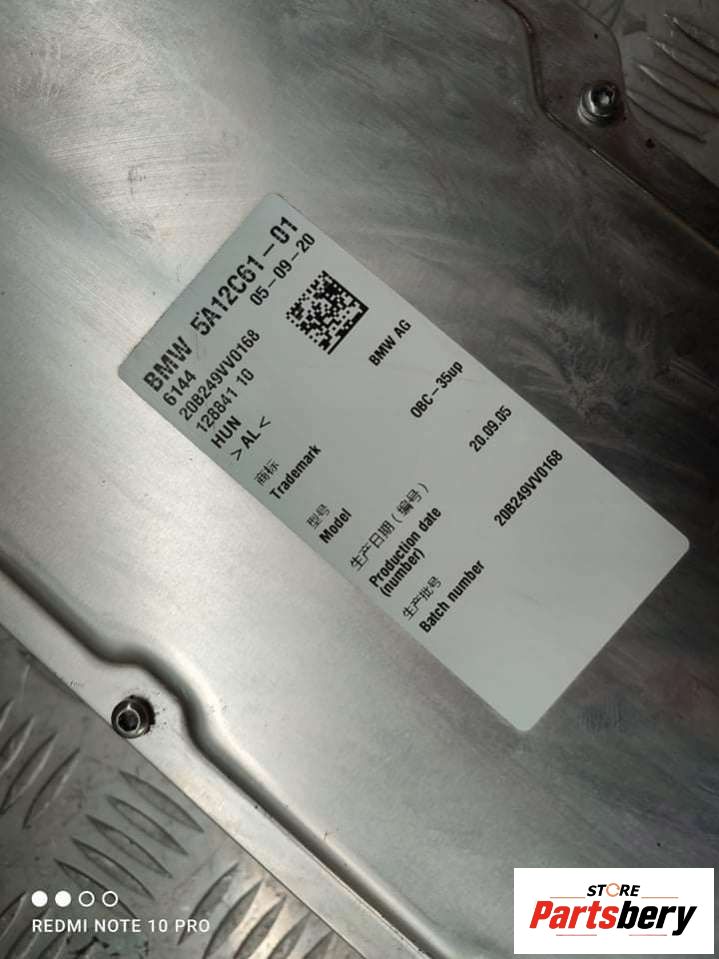 BMW 5A12C61-01
6144 05-09-20
20B249VV0168
128841 10
HUN
>AL<
商标
Trademark BMW AG
型号
Model OBC-35up
生产日期(编号)
Production date 20.09.05
(number)
生产批号
Batch number 20B249VV0168
REDMI NOTE 10 PRO
STORE
Partsbery